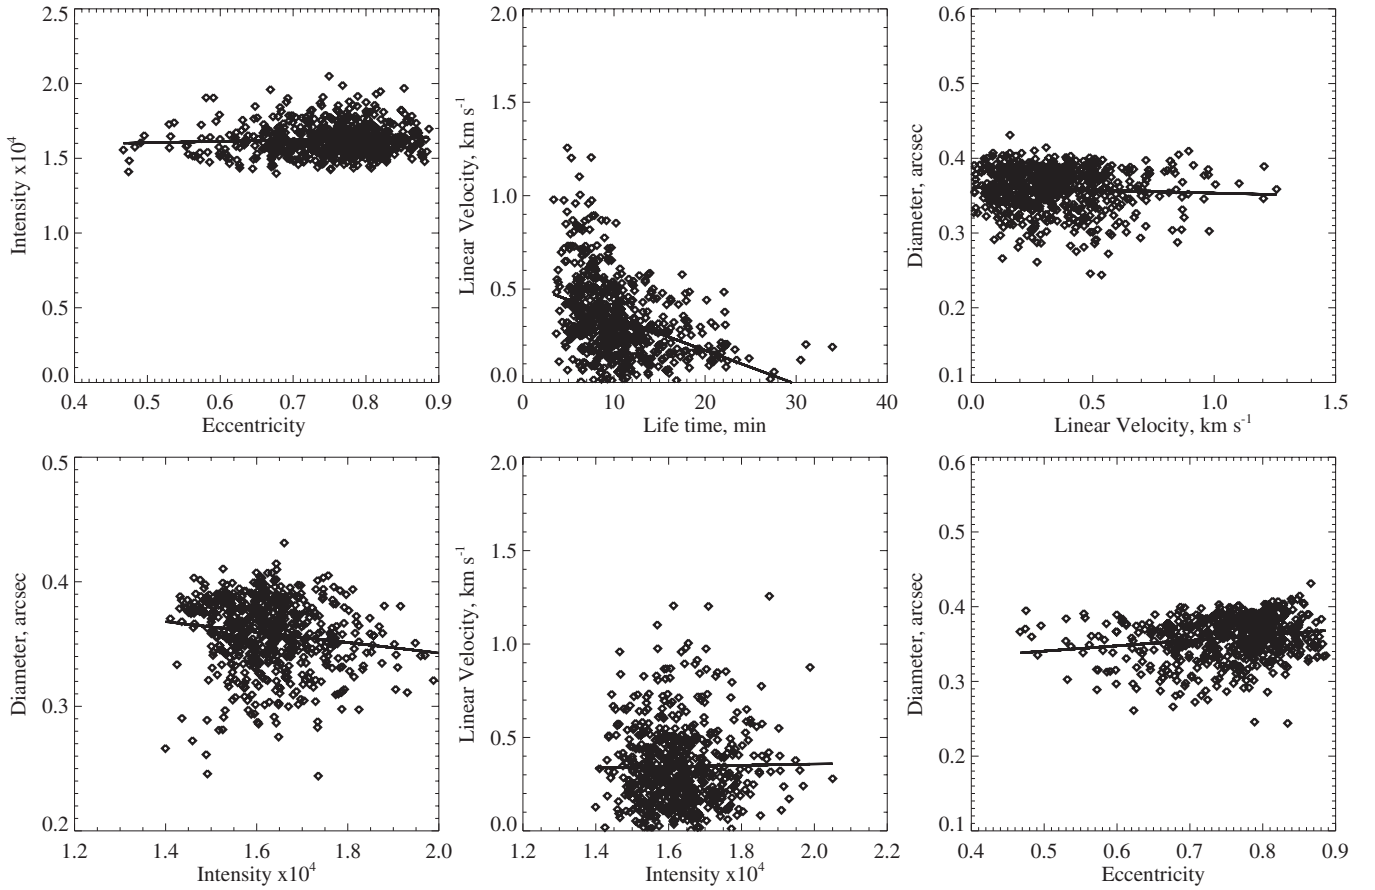 2.5
2.0
1.5
1.0
0.5
0.0
Intensity x10⁴
0.4 0.5 0.6 0.7 0.8 0.9
Eccentricity
2.0
1.5
1.0
0.5
0.0
Linear Velocity, km s⁻¹
0 10 20 30 40
Life time, min
0.6
0.5
0.4
0.3
0.2
0.1
Diameter, arcsec
0.0 0.5 1.0 1.5
Linear Velocity, km s⁻¹
0.5
0.4
0.3
0.2
Diameter, arcsec
1.2 1.4 1.6 1.8 2.0
Intensity x10⁴
2.0
1.5
1.0
0.5
0.0
Linear Velocity, km s⁻¹
1.2 1.4 1.6 1.8 2.0 2.2
Intensity x10⁴
0.6
0.5
0.4
0.3
0.2
0.1
Diameter, arcsec
0.4 0.5 0.6 0.7 0.8 0.9
Eccentricity